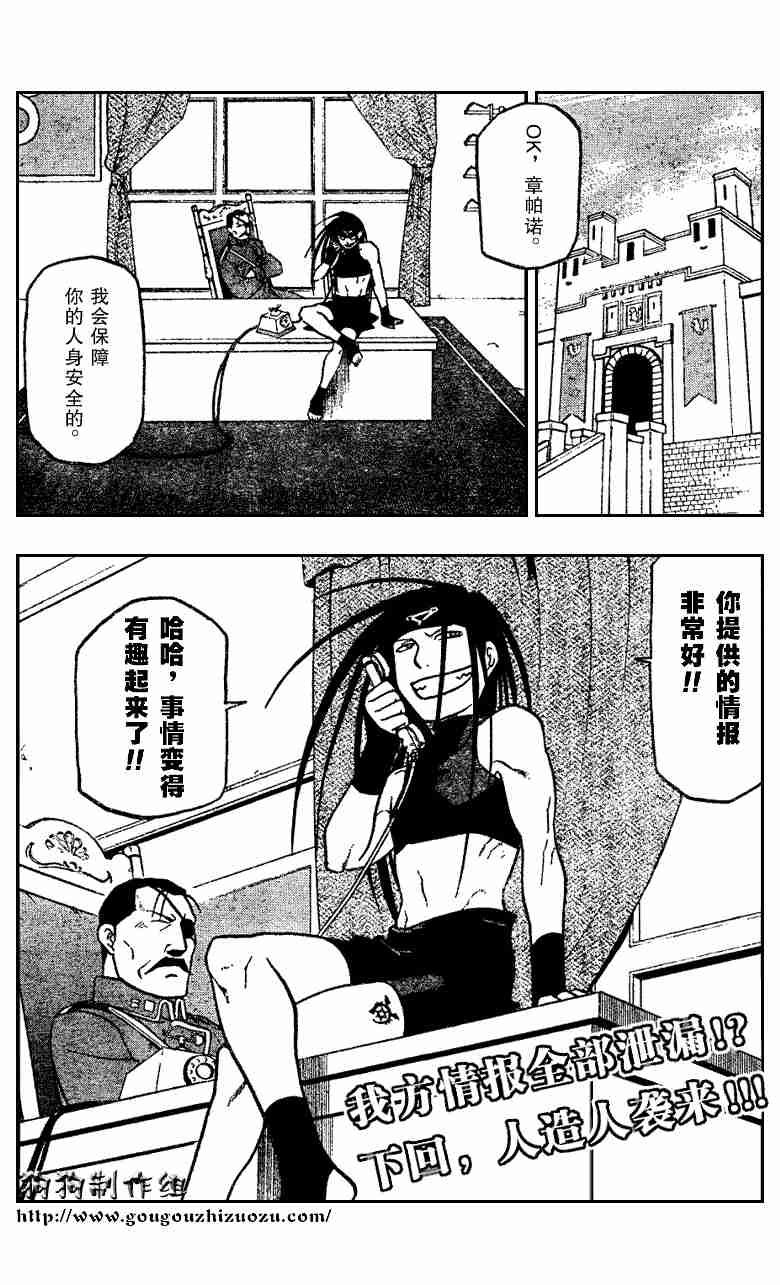 OK，章帕诺。
我会保障
你的人身安全的。
你提供的情报
非常好!!
哈哈，事情变得
有趣起来了!!
我方情报全部泄漏!?
下回，人造人袭来!!!
狗狗制作组
http://www.gougouzhizuozu.com/